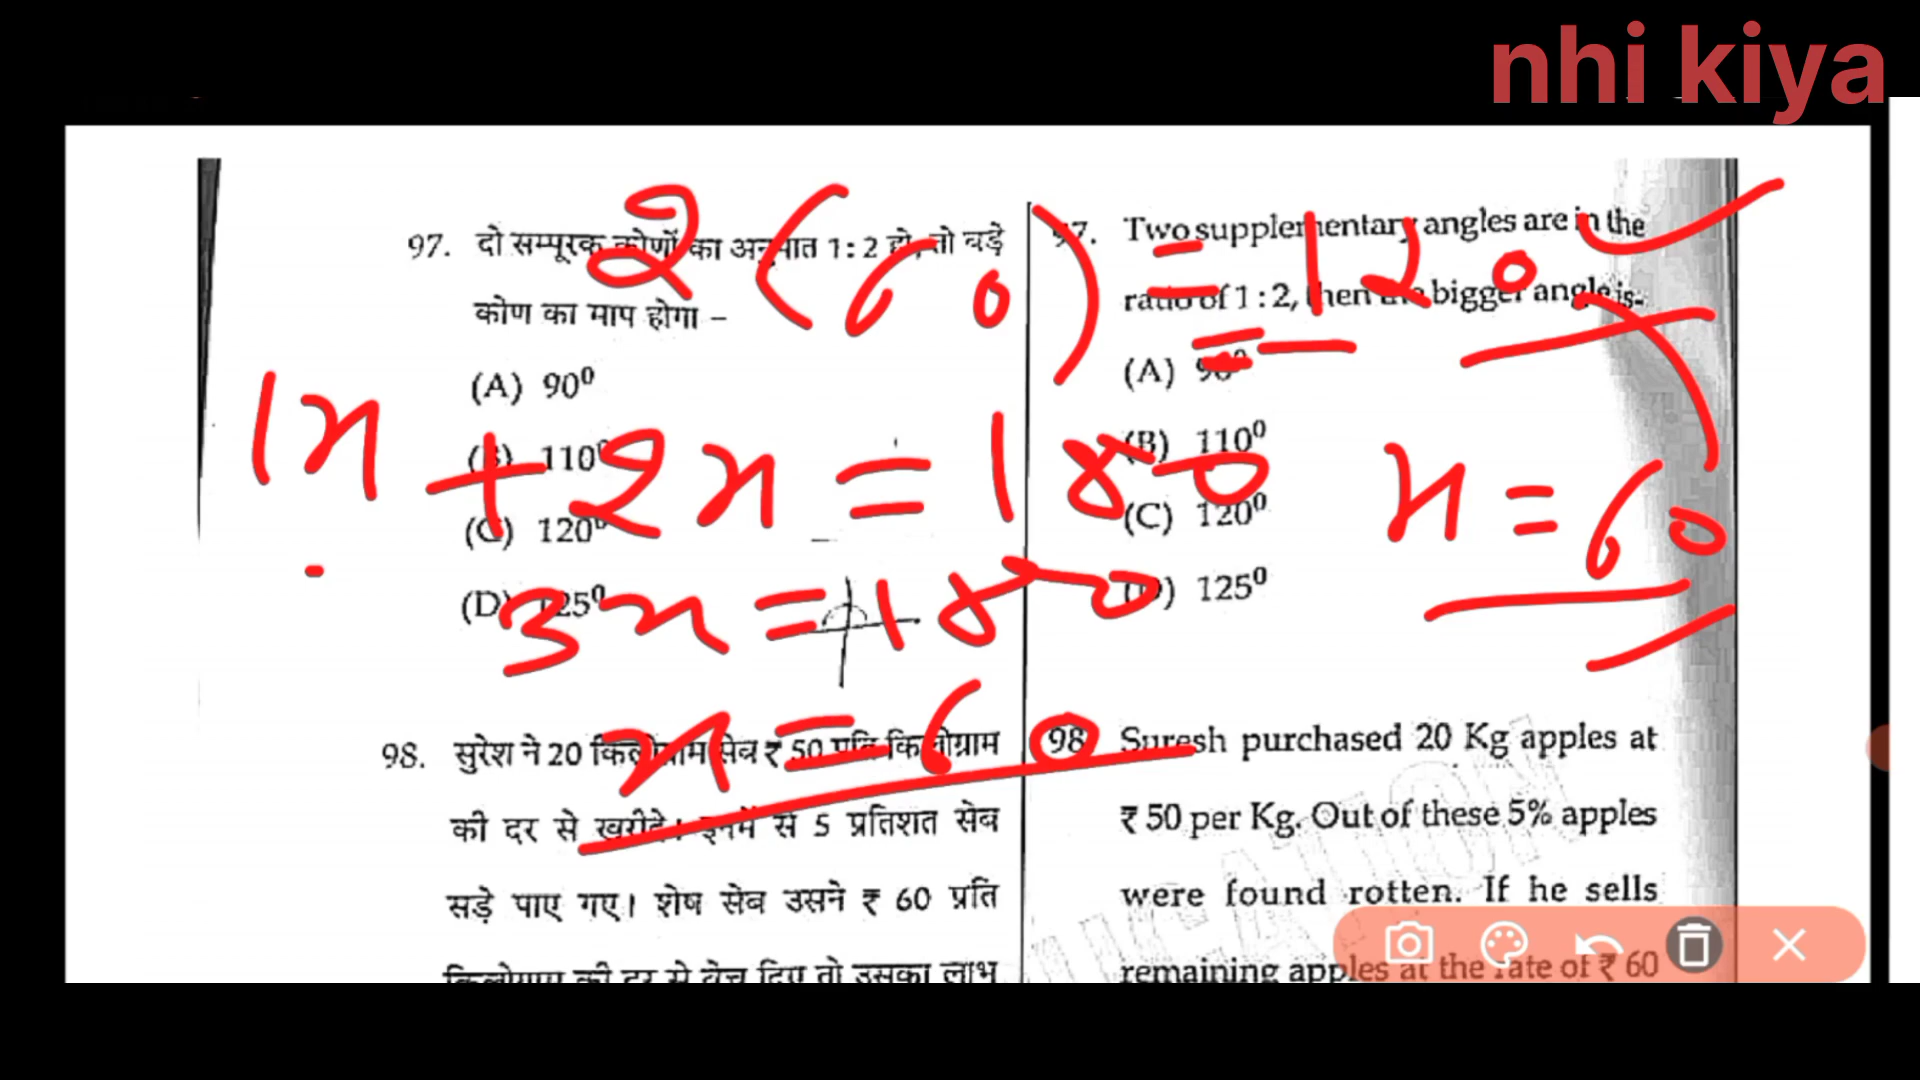 nhi kiya
97. दो सम्पूरक कोणों का अनुपात 1 : 2 हो, तो बड़े
कोण का माप होगा –
(A) 90⁰
(B) 110⁰
(C) 120⁰
(D) 125⁰
98. सुरेश ने 20 किलोग्राम सेब ₹ 50 प्रति किलोग्राम
की दर से खरीदे। इनमें से 5 प्रतिशत सेब
सड़े पाए गए। शेष सेब उसने ₹ 60 प्रति
किलोग्राम की दर से बेच दिए तो उसका लाभ
97. Two supplementary angles are in the
ratio of 1 : 2, then the bigger angle is-
(A) 90⁰
(B) 110⁰
(C) 120⁰
(D) 125⁰
98. Suresh purchased 20 Kg apples at
₹ 50 per Kg. Out of these 5% apples
were found rotten. If he sells
remaining apples at the rate of ₹ 60
2(60) = 120
1x + 2x = 180
3x = 180
x = 60
x = 60